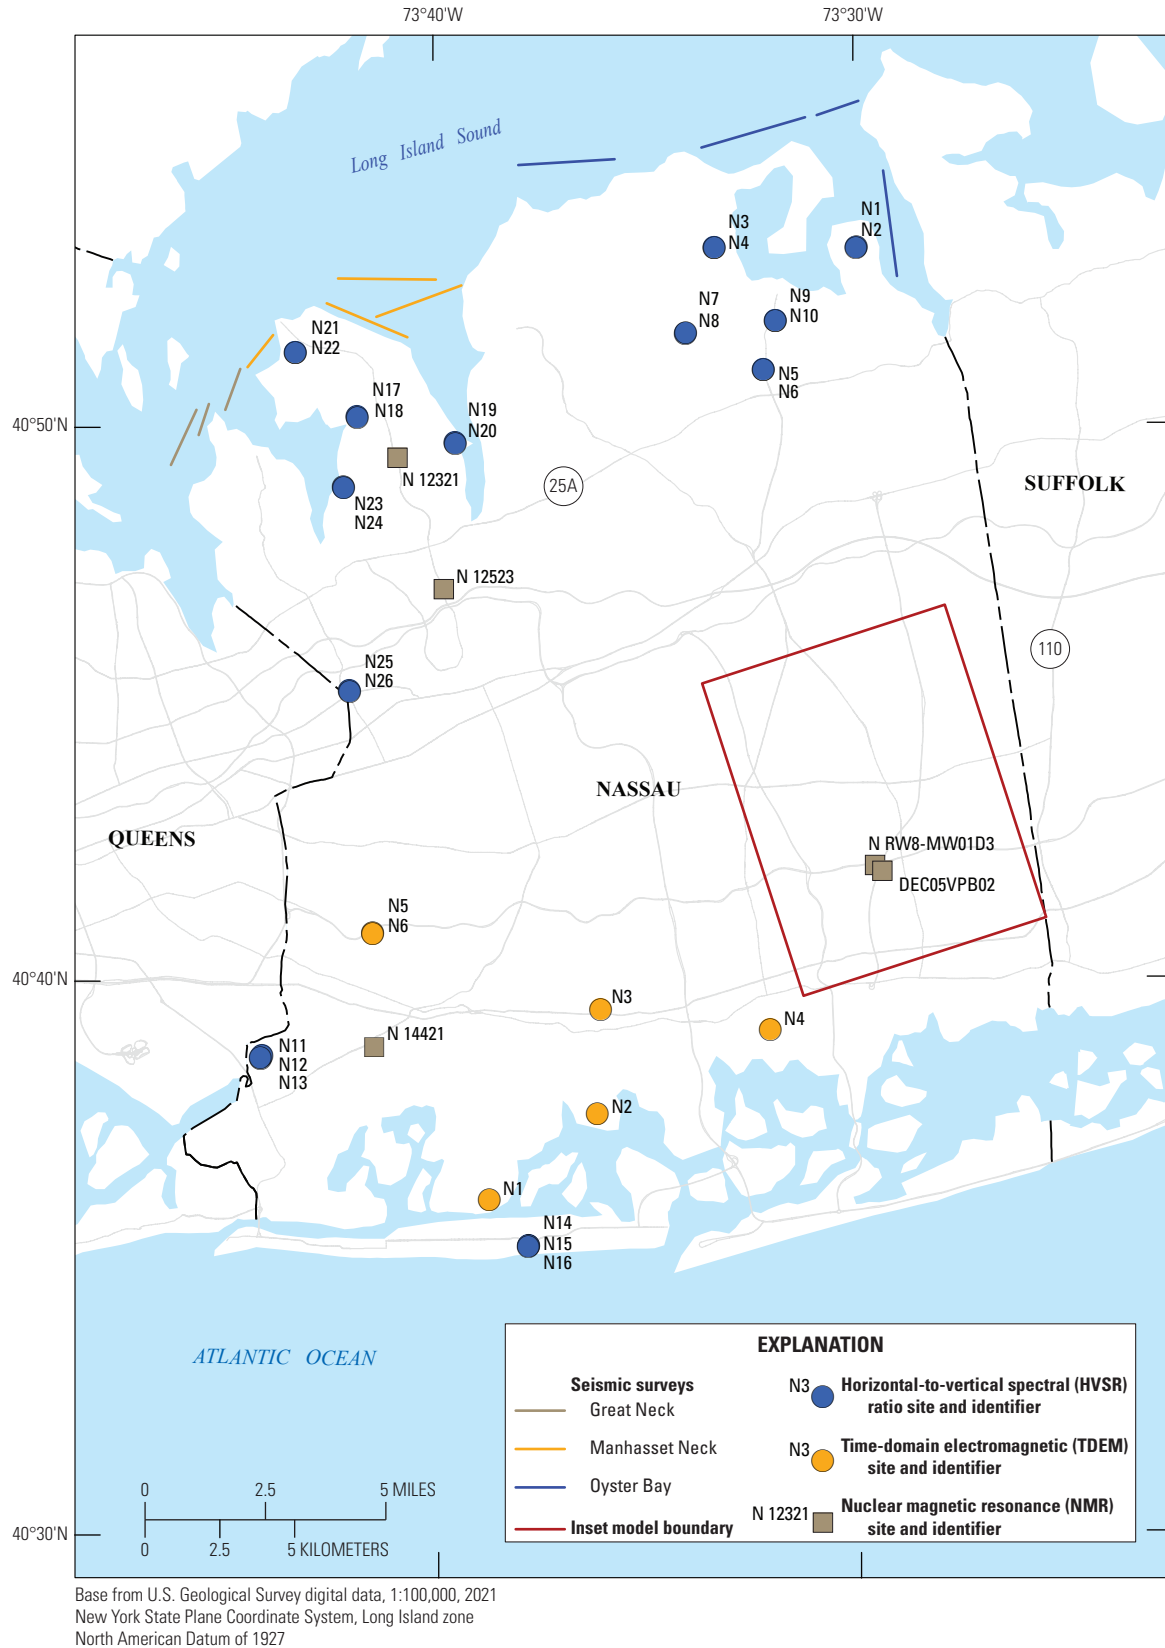 73°40'W
73°30'W
Long Island Sound
N1
N2
N3
N4
N9
N10
N7
N8
N21
N22
N5
N6
N17
N18
N19
N20
40°50'N
N 12321
25A
SUFFOLK
N23
N24
N 12523
110
N25
N26
NASSAU
QUEENS
N RW8-MW01D3
DEC05VPB02
N5
N6
40°40'N
N3
N4
N 14421
N11
N12
N13
N2
N1
N14
N15
N16
ATLANTIC OCEAN
EXPLANATION
Seismic surveys
Great Neck
Manhasset Neck
Oyster Bay
Inset model boundary
N3
Horizontal-to-vertical spectral (HVSR)
ratio site and identifier
N3
Time-domain electromagnetic (TDEM)
site and identifier
N 12321
Nuclear magnetic resonance (NMR)
site and identifier
0 2.5 5 MILES
0 2.5 5 KILOMETERS
40°30'N
Base from U.S. Geological Survey digital data, 1:100,000, 2021
New York State Plane Coordinate System, Long Island zone
North American Datum of 1927